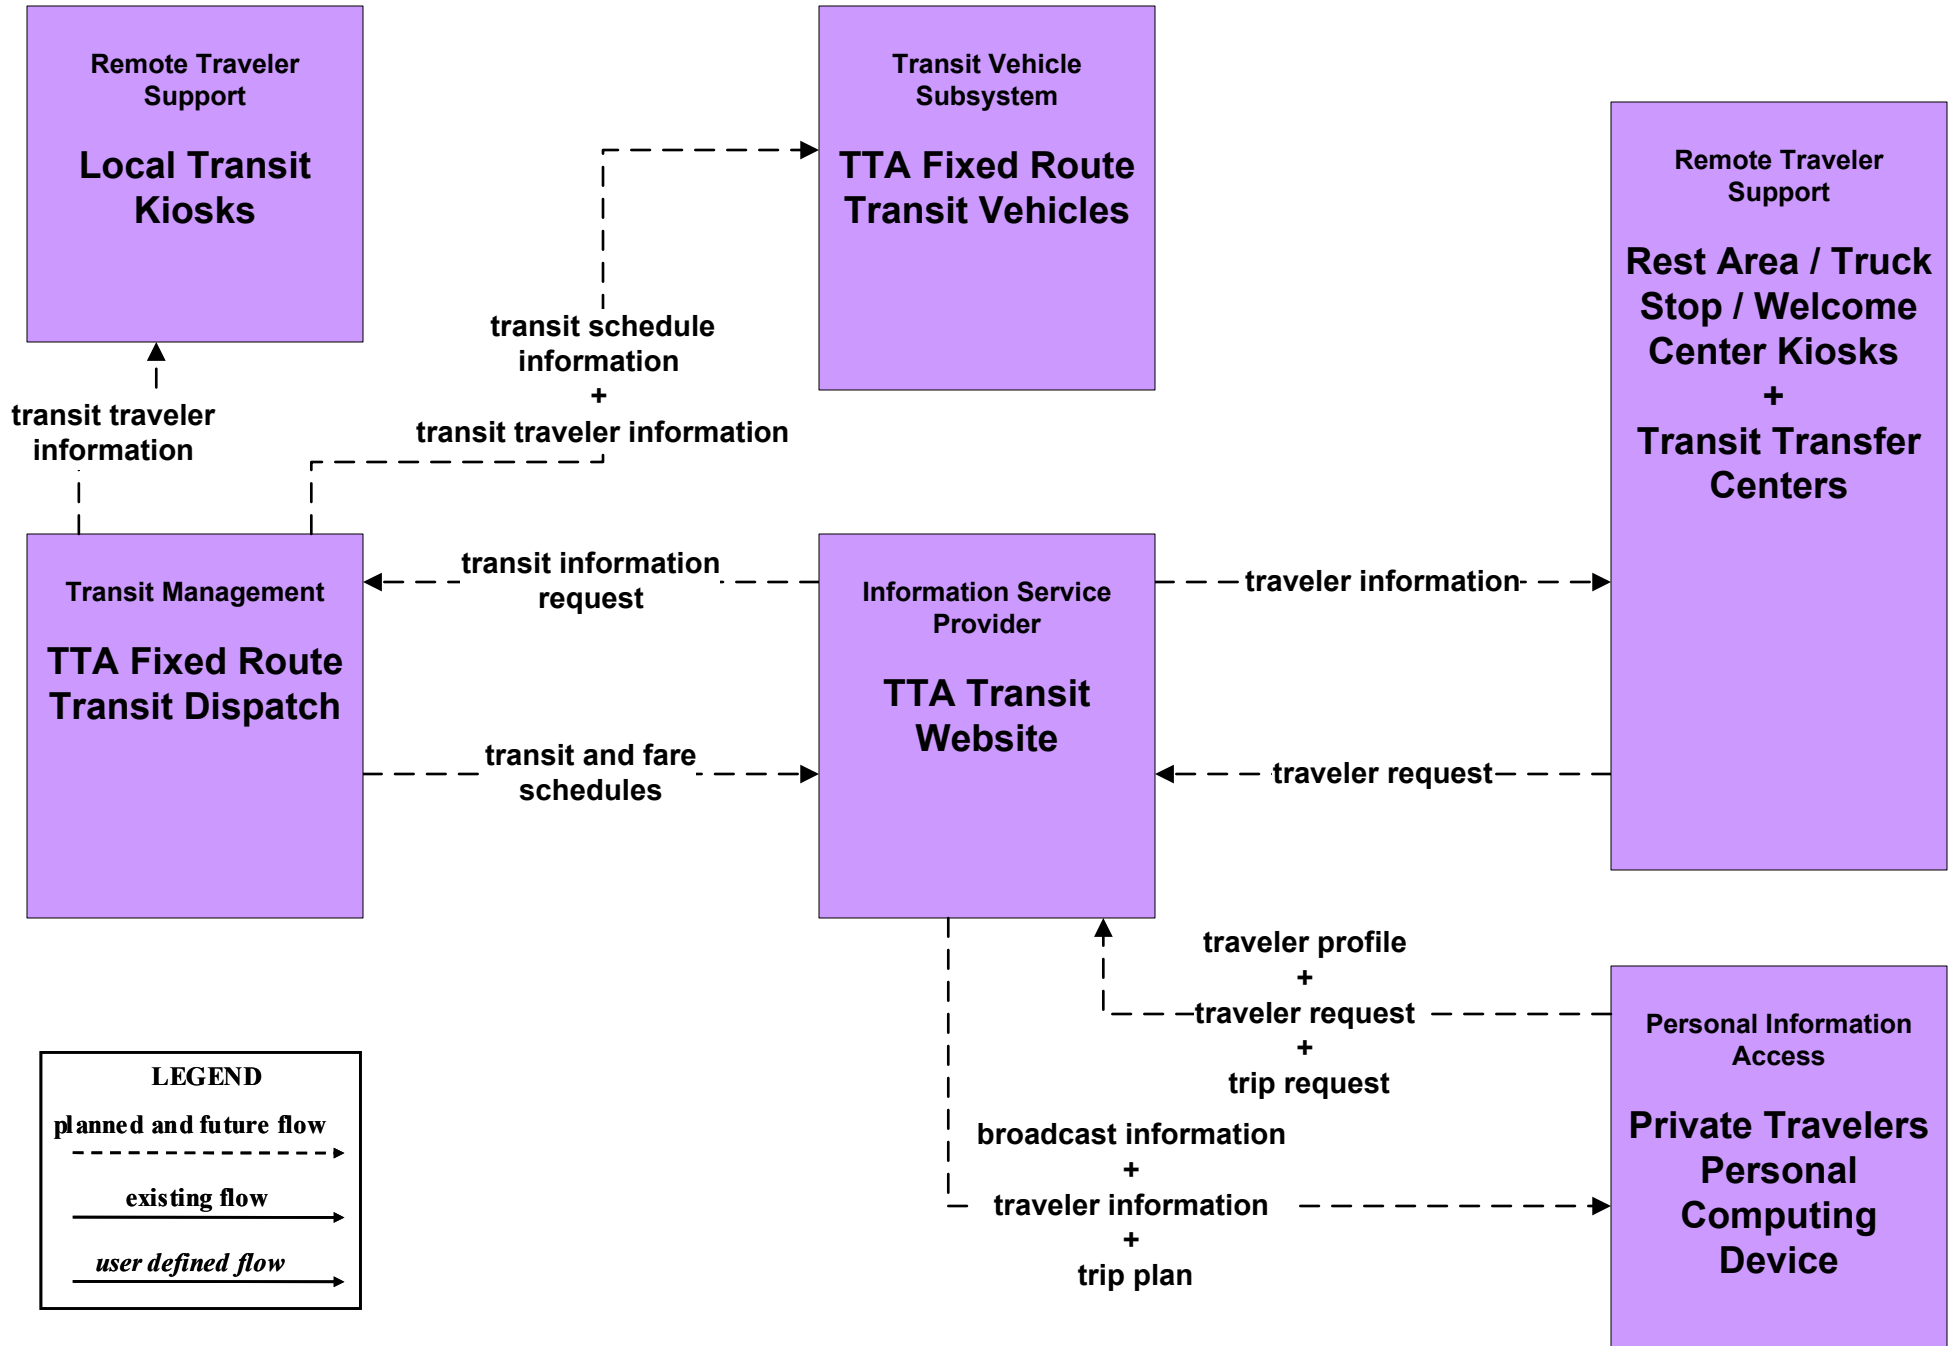 Remote Traveler
Support
Local Transit
Kiosks
Transit Vehicle
Subsystem
TTA Fixed Route
Transit Vehicles
Remote Traveler
Support
Rest Area / Truck
Stop / Welcome
Center Kiosks
+
Transit Transfer
Centers
transit schedule
information
+
transit traveler information
transit traveler
information
Transit Management
TTA Fixed Route
Transit Dispatch
transit information
request
transit and fare
schedules
Information Service
Provider
TTA Transit
Website
traveler information
traveler request
traveler profile
+
traveler request
+
trip request
broadcast information
+
traveler information
+
trip plan
Personal Information
Access
Private Travelers
Personal
Computing
Device
LEGEND
planned and future flow
existing flow
user defined flow